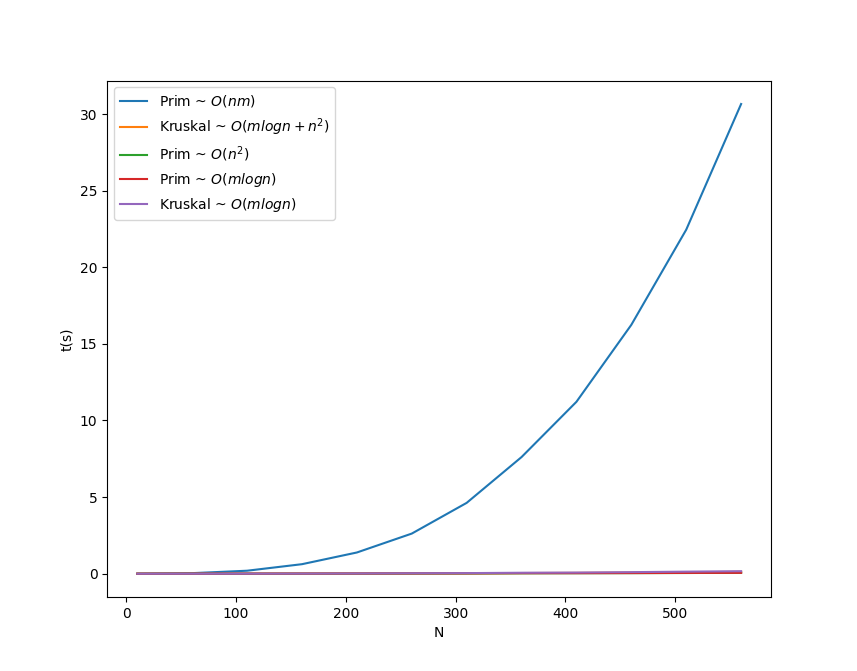 Prim ~ O(nm)
Kruskal ~ O(mlogn + n²)
Prim ~ O(n²)
Prim ~ O(mlogn)
Kruskal ~ O(mlogn)
30
25
20
15
10
5
0
t(s)
0 100 200 300 400 500
N